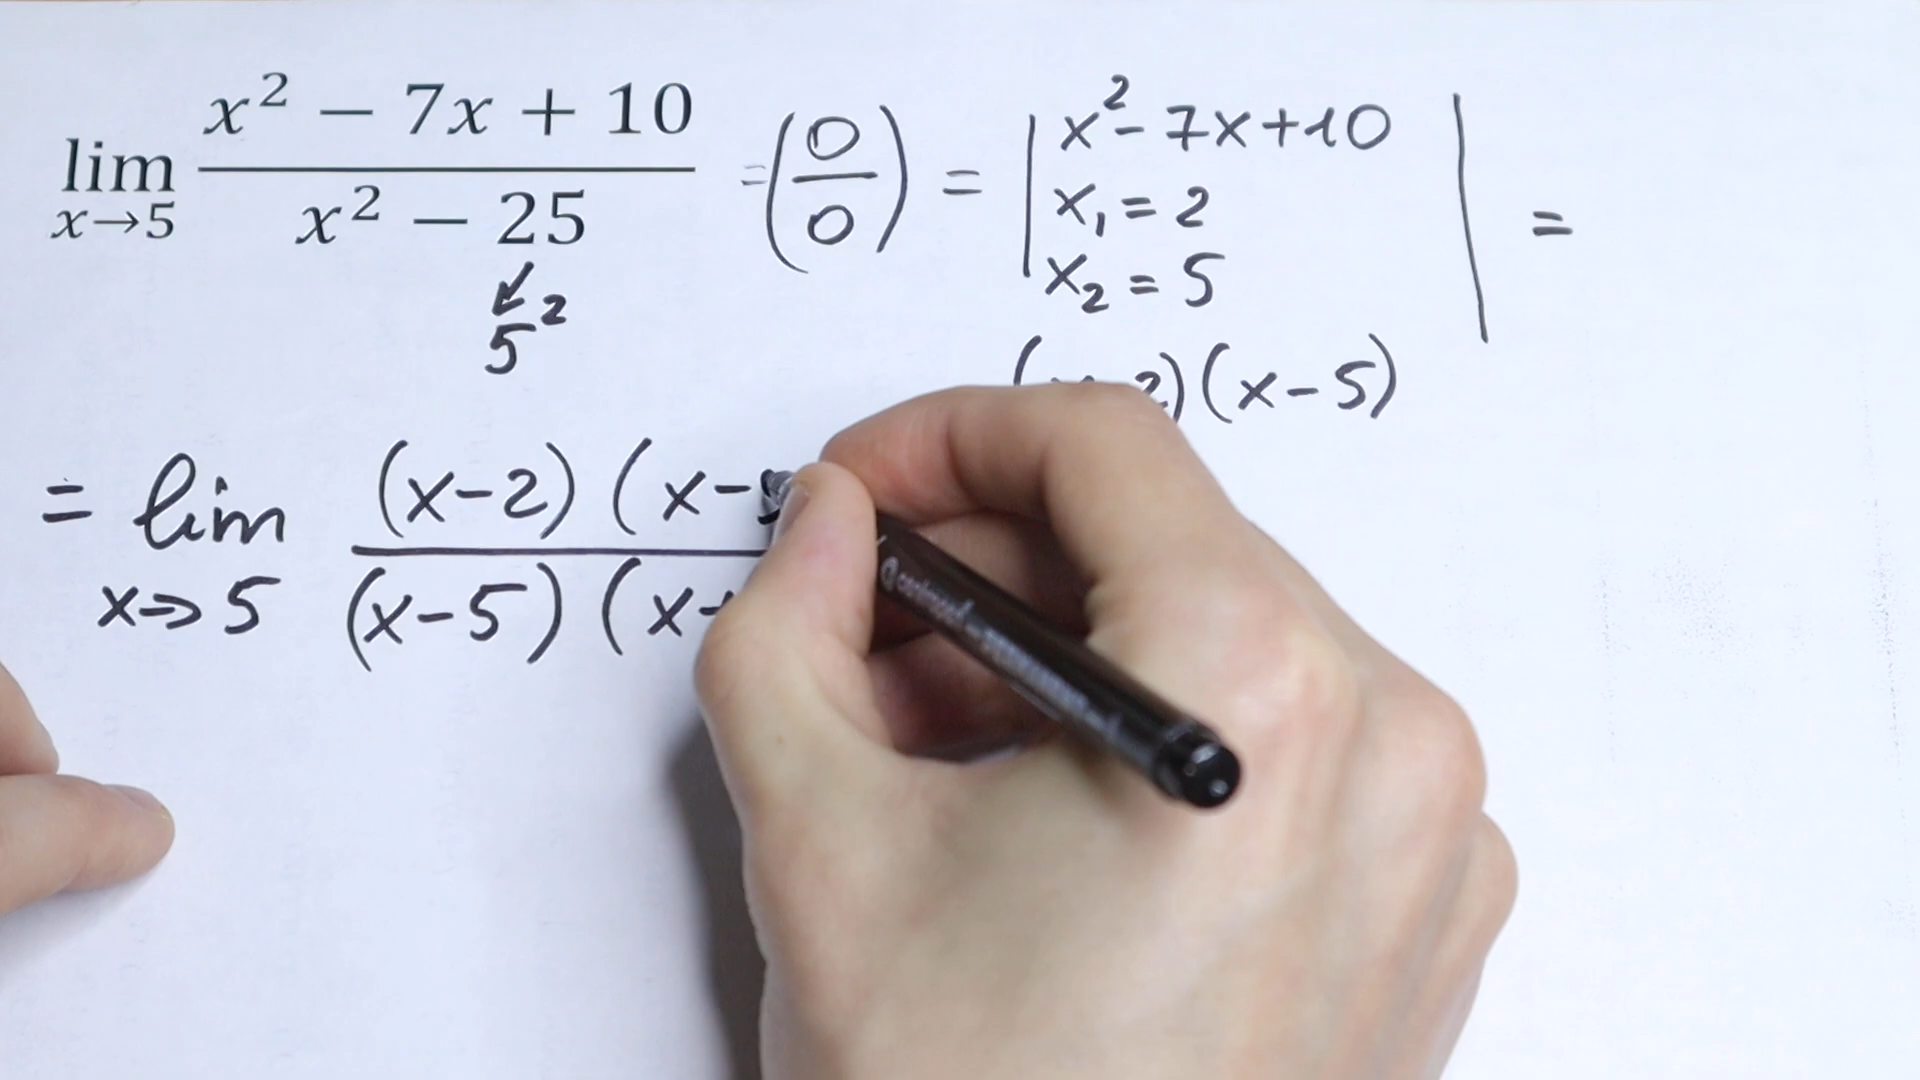 lim x→5 x² − 7x + 10 / x² − 25 = (0/0) = | x² - 7x + 10 | =
x₁ = 2
x₂ = 5
↙
5²
2)(x-5)
= lim x→5 (x-2)(x- / (x-5)(x+